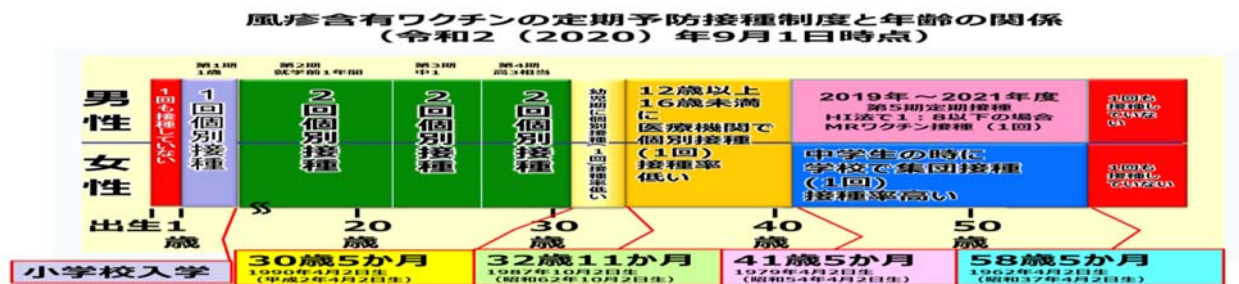 風疹含有ワクチンの定期予防接種制度と年齢の関係
(令和2(2020)年9月1日時点)
第1期
1歳
第2期
就学前1年間
第3期
中1
第4期
高3相当
男性
女性
1回も接種していない
1回個別接種
2回個別接種
2回個別接種
2回個別接種
幼児期に個別接種(1回)接種率低い
12歳以上
16歳未満
に
医療機関で
個別接種
(1回)
接種率
低い
2019年~2021年度
第5期定期接種
HI法で1:8以下の場合
MRワクチン接種(1回)
中学生の時に
学校で集団接種
(1回)
接種率高い
1回も
接種し
ていな
い
1回も
接種し
ていない
出生 1歳 20歳 30歳 40歳 50歳
小学校入学
30歳5か月
1990年4月2日生
(平成2年4月2日生)
32歳11か月
1987年10月2日生
(昭和62年10月2日生)
41歳5か月
1979年4月2日生
(昭和54年4月2日生)
58歳5か月
1962年4月2日生
(昭和37年4月2日生)